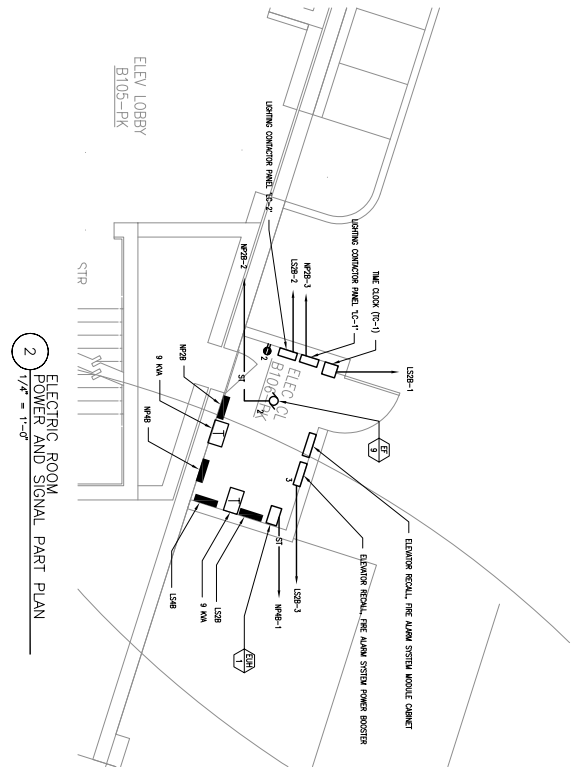 ELEV LOBBY
B105-PK
STR
LIGHTING CONTACTOR PANEL "LC-2"
NP2B-2
LS2B-2
NP2B-3
LIGHTING CONTACTOR PANEL "LC-1"
TIME CLOCK (TC-1)
LS2B-1
2
ELEC CL
B106-PK
2
ST
EF
9
NP2B
9 KVA
T
NP4B
3
ELEVATOR RECALL, FIRE ALARM SYSTEM MODULE CABINET
ELEVATOR RECALL, FIRE ALARM SYSTEM POWER BOOSTER
LS2B-3
ST
NP4B-1
T
EUH
1
LS2B
9 KVA
LS4B
2
ELECTRIC ROOM
POWER AND SIGNAL PART PLAN
1/4" = 1'-0"